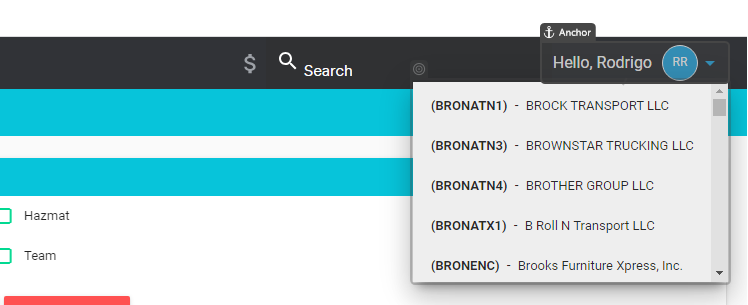 Anchor
$
Search
Hello, Rodrigo RR
(BRONATN1) - BROCK TRANSPORT LLC
(BRONATN3) - BROWNSTAR TRUCKING LLC
(BRONATN4) - BROTHER GROUP LLC
(BRONATX1) - B Roll N Transport LLC
(BRONENC) - Brooks Furniture Xpress, Inc.
Hazmat
Team